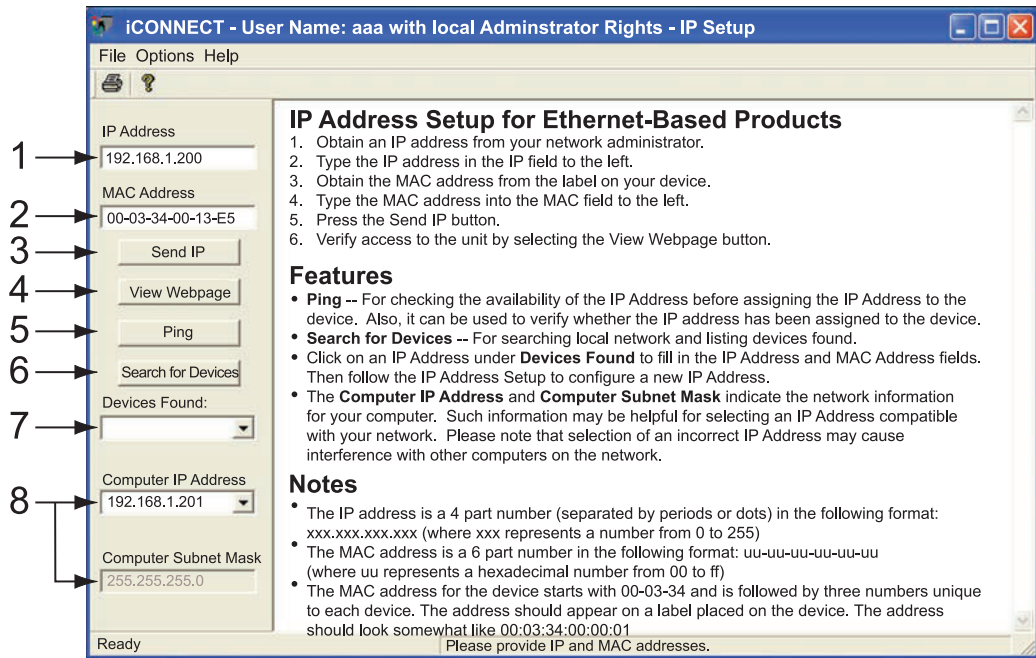 iCONNECT - User Name: aaa with local Adminstrator Rights - IP Setup
File Options Help
IP Address
1
192.168.1.200
MAC Address
2
00-03-34-00-13-E5
3
Send IP
4
View Webpage
5
Ping
6
Search for Devices
Devices Found:
7
Computer IP Address
8
192.168.1.201
Computer Subnet Mask
255.255.255.0
IP Address Setup for Ethernet-Based Products
1. Obtain an IP address from your network administrator.
2. Type the IP address in the IP field to the left.
3. Obtain the MAC address from the label on your device.
4. Type the MAC address into the MAC field to the left.
5. Press the Send IP button.
6. Verify access to the unit by selecting the View Webpage button.
Features
• Ping -- For checking the availability of the IP Address before assigning the IP Address to the
device. Also, it can be used to verify whether the IP address has been assigned to the device.
• Search for Devices -- For searching local network and listing devices found.
• Click on an IP Address under Devices Found to fill in the IP Address and MAC Address fields.
Then follow the IP Address Setup to configure a new IP Address.
• The Computer IP Address and Computer Subnet Mask indicate the network information
for your computer. Such information may be helpful for selecting an IP Address compatible
with your network. Please note that selection of an incorrect IP Address may cause
interference with other computers on the network.
Notes
• The IP address is a 4 part number (separated by periods or dots) in the following format:
xxx.xxx.xxx.xxx (where xxx represents a number from 0 to 255)
• The MAC address is a 6 part number in the following format: uu-uu-uu-uu-uu-uu
(where uu represents a hexadecimal number from 00 to ff)
• The MAC address for the device starts with 00-03-34 and is followed by three numbers unique
to each device. The address should appear on a label placed on the device. The address
should look somewhat like 00:03:34:00:00:01
Ready
Please provide IP and MAC addresses.